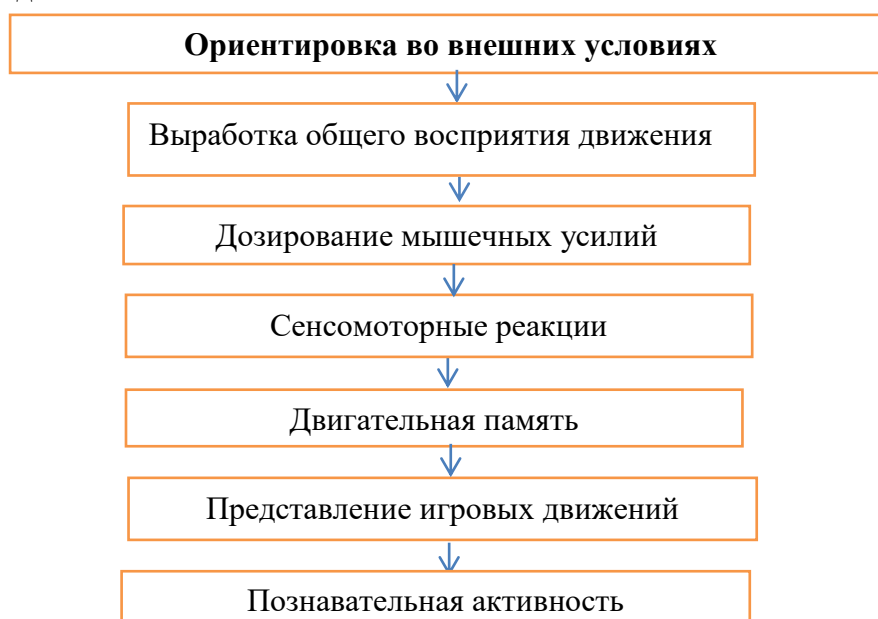 Ориентировка во внешних условиях
Выработка общего восприятия движения
Дозирование мышечных усилий
Сенсомоторные реакции
Двигательная память
Представление игровых движений
Познавательная активность